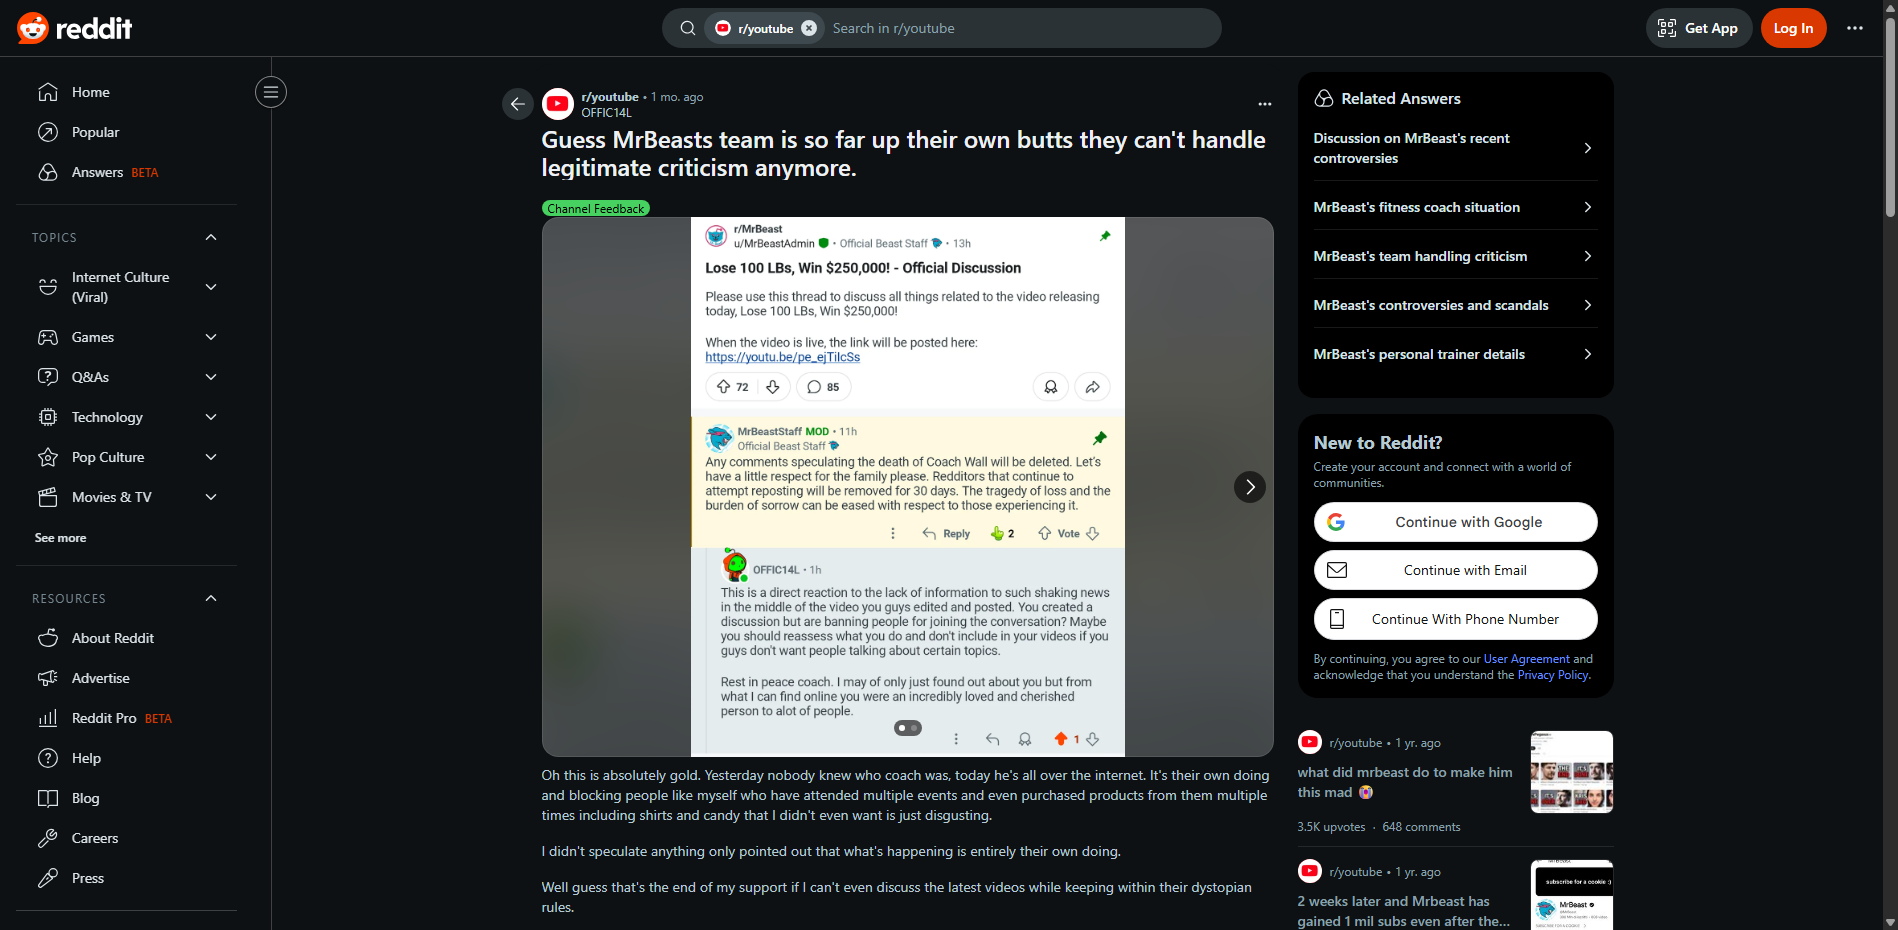 reddit
r/youtube
Search in r/youtube
Get App
Log In
Home
Popular
Answers BETA
TOPICS
Internet Culture
(Viral)
Games
Q&As
Technology
Pop Culture
Movies & TV
See more
RESOURCES
About Reddit
Advertise
Reddit Pro BETA
Help
Blog
Careers
Press
r/youtube • 1 mo. ago
OFFIC14L
Guess MrBeasts team is so far up their own butts they can't handle
legitimate criticism anymore.
Channel Feedback
r/MrBeast
u/MrBeastAdmin • Official Beast Staff • 13h
Lose 100 LBs, Win $250,000! - Official Discussion
Please use this thread to discuss all things related to the video releasing
today, Lose 100 LBs, Win $250,000!
When the video is live, the link will be posted here:
https://youtu.be/pe_ejTilcSs
72
85
MrBeastStaff MOD • 11h
Official Beast Staff
Any comments speculating the death of Coach Wall will be deleted. Let's
have a little respect for the family please. Redditors that continue to
attempt reposting will be removed for 30 days. The tragedy of loss and the
burden of sorrow can be eased with respect to those experiencing it.
Reply
2
Vote
OFFIC14L • 1h
This is a direct reaction to the lack of information to such shaking news
in the middle of the video you guys edited and posted. You created a
discussion but are banning people for joining the conversation? Maybe
you should reassess what you do and don't include in your videos if you
guys don't want people talking about certain topics.
Rest in peace coach. I may of only just found out about you but from
what I can find online you were an incredibly loved and cherished
person to alot of people.
1
Oh this is absolutely gold. Yesterday nobody knew who coach was, today he's all over the internet. It's their own doing
and blocking people like myself who have attended multiple events and even purchased products from them multiple
times including shirts and candy that I didn't even want is just disgusting.
I didn't speculate anything only pointed out that what's happening is entirely their own doing.
Well guess that's the end of my support if I can't even discuss the latest videos while keeping within their dystopian
rules.
Related Answers
Discussion on MrBeast's recent
controversies
MrBeast's fitness coach situation
MrBeast's team handling criticism
MrBeast's controversies and scandals
MrBeast's personal trainer details
New to Reddit?
Create your account and connect with a world of
communities.
Continue with Google
Continue with Email
Continue With Phone Number
By continuing, you agree to our User Agreement and
acknowledge that you understand the Privacy Policy.
r/youtube • 1 yr. ago
what did mrbeast do to make him
this mad
3.5K upvotes · 648 comments
r/youtube • 1 yr. ago
2 weeks later and Mrbeast has
gained 1 mil subs even after the...
subscribe for a cookie :)
MrBeast